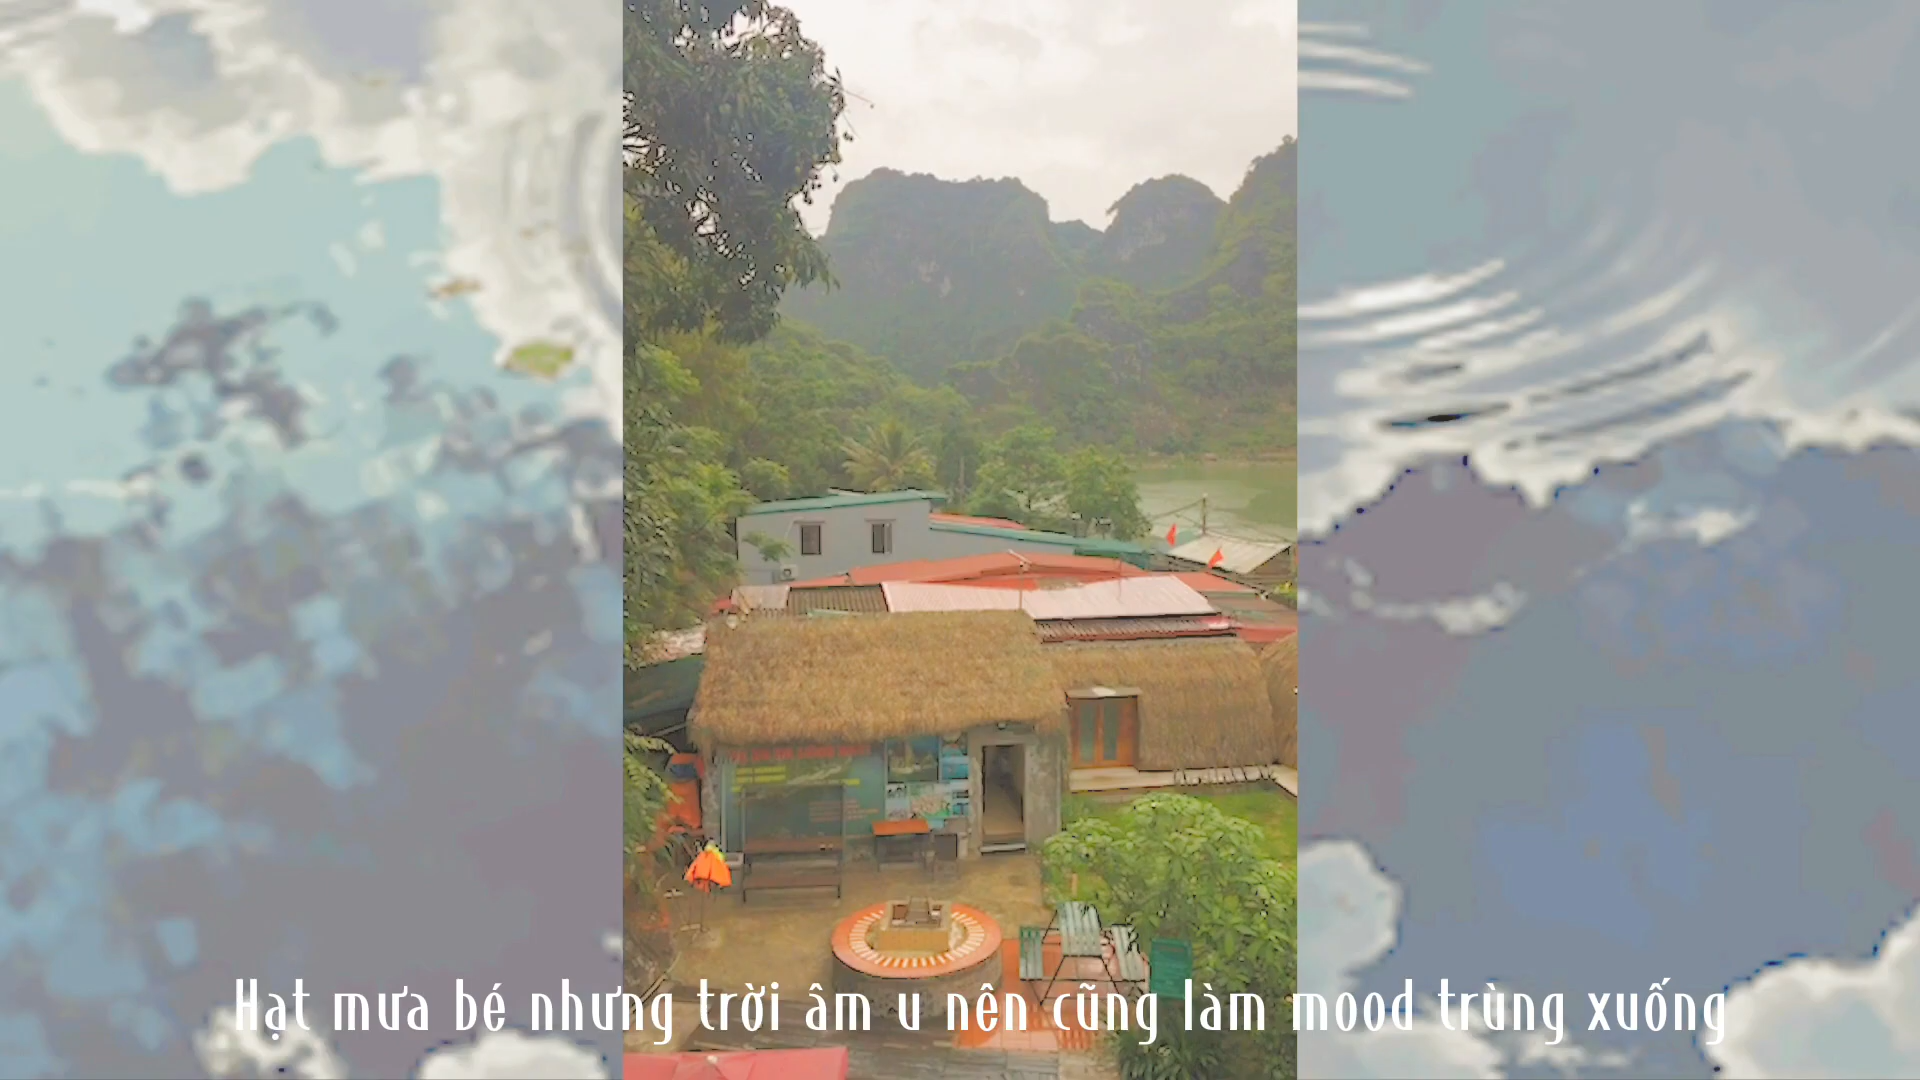 Hạt mưa bé nhưng trời âm u nên cũng làm mood trùng xuống